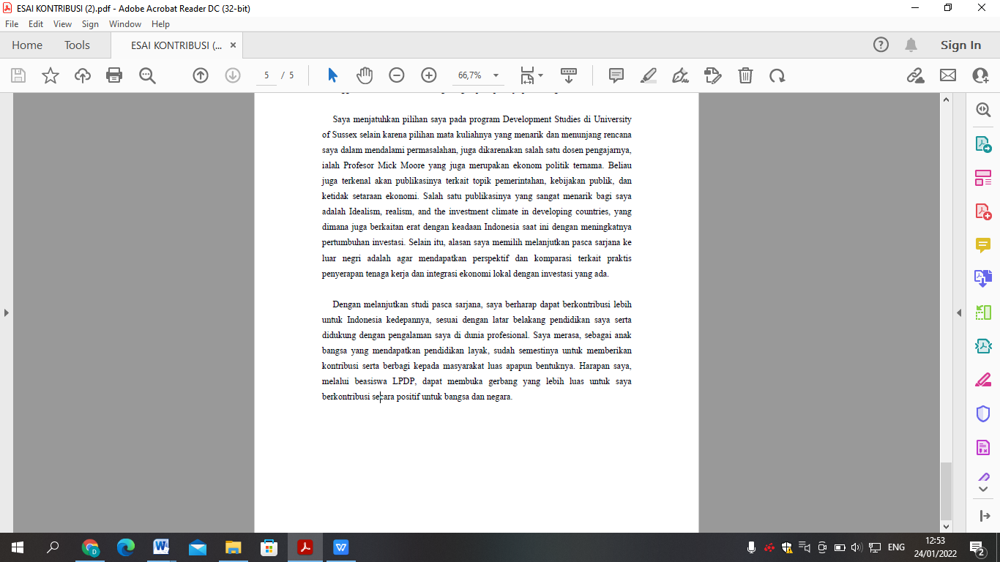 ESAI KONTRIBUSI (2).pdf - Adobe Acrobat Reader DC (32-bit)
File Edit View Sign Window Help
Home Tools ESAI KONTRIBUSI (... Sign In
5 / 5 66,7%
Saya menjatuhkan pilihan saya pada program Development Studies di University
of Sussex selain karena pilihan mata kuliahnya yang menarik dan menunjang rencana
saya dalam mendalami permasalahan, juga dikarenakan salah satu dosen pengajarnya,
ialah Profesor Mick Moore yang juga merupakan ekonom politik ternama. Beliau
juga terkenal akan publikasinya terkait topik pemerintahan, kebijakan publik, dan
ketidak setaraan ekonomi. Salah satu publikasinya yang sangat menarik bagi saya
adalah Idealism, realism, and the investment climate in developing countries, yang
dimana juga berkaitan erat dengan keadaan Indonesia saat ini dengan meningkatnya
pertumbuhan investasi. Selain itu, alasan saya memilih melanjutkan pasca sarjana ke
luar negri adalah agar mendapatkan perspektif dan komparasi terkait praktis
penyerapan tenaga kerja dan integrasi ekonomi lokal dengan investasi yang ada.
Dengan melanjutkan studi pasca sarjana, saya berharap dapat berkontribusi lebih
untuk Indonesia kedepannya, sesuai dengan latar belakang pendidikan saya serta
didukung dengan pengalaman saya di dunia profesional. Saya merasa, sebagai anak
bangsa yang mendapatkan pendidikan layak, sudah semestinya untuk memberikan
kontribusi serta berbagi kepada masyarakat luas apapun bentuknya. Harapan saya,
melalui beasiswa LPDP, dapat membuka gerbang yang lebih luas untuk saya
berkontribusi secara positif untuk bangsa dan negara.
ENG 12:53
24/01/2022 2